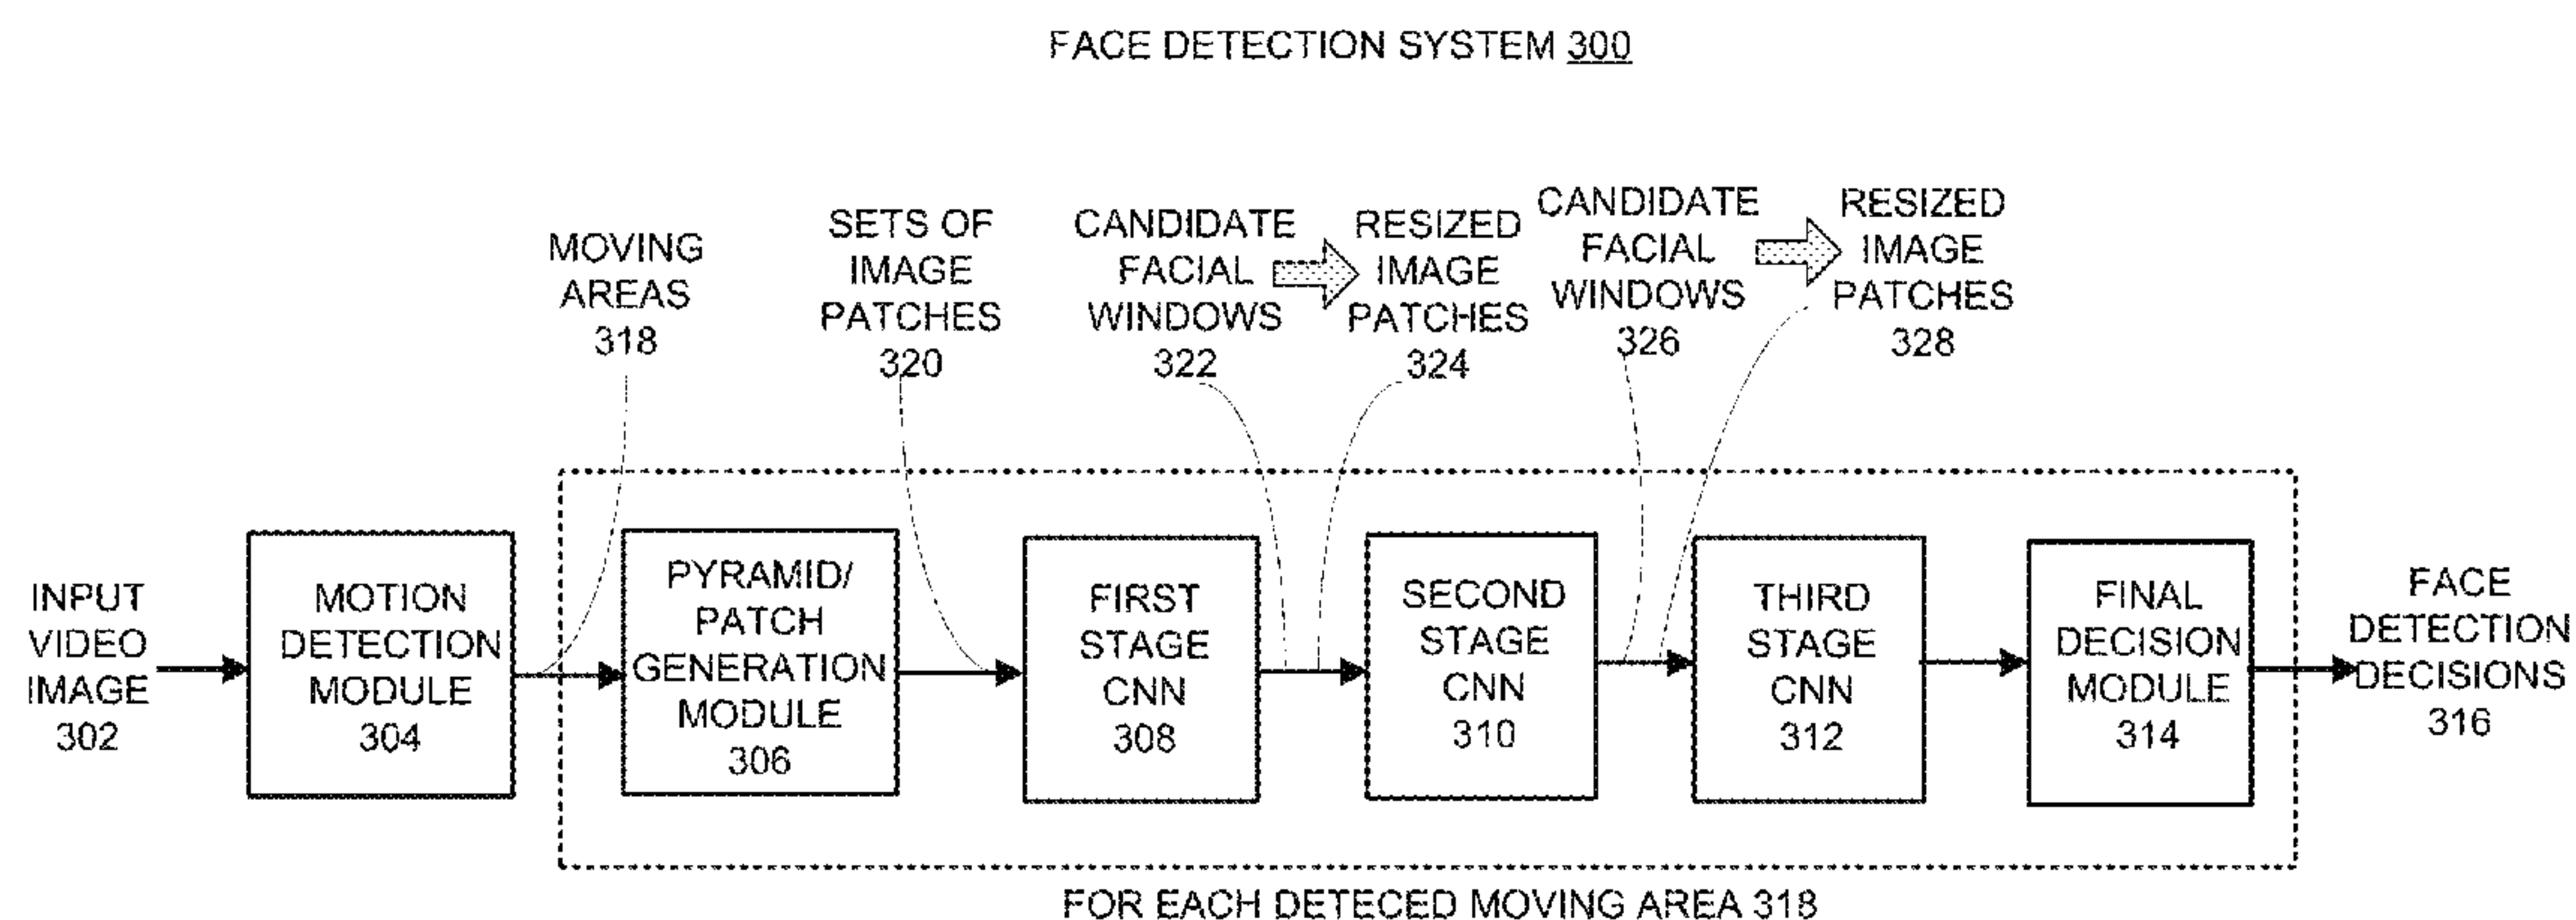 FACE DETECTION SYSTEM 300
MOVING
AREAS
318
SETS OF
IMAGE
PATCHES
320
CANDIDATE
FACIAL
WINDOWS
322
RESIZED
IMAGE
PATCHES
324
CANDIDATE
FACIAL
WINDOWS
326
RESIZED
IMAGE
PATCHES
328
INPUT
VIDEO
IMAGE
302
MOTION
DETECTION
MODULE
304
PYRAMID/
PATCH
GENERATION
MODULE
306
FIRST
STAGE
CNN
308
SECOND
STAGE
CNN
310
THIRD
STAGE
CNN
312
FINAL
DECISION
MODULE
314
FACE
DETECTION
DECISIONS
316
FOR EACH DETECED MOVING AREA 318